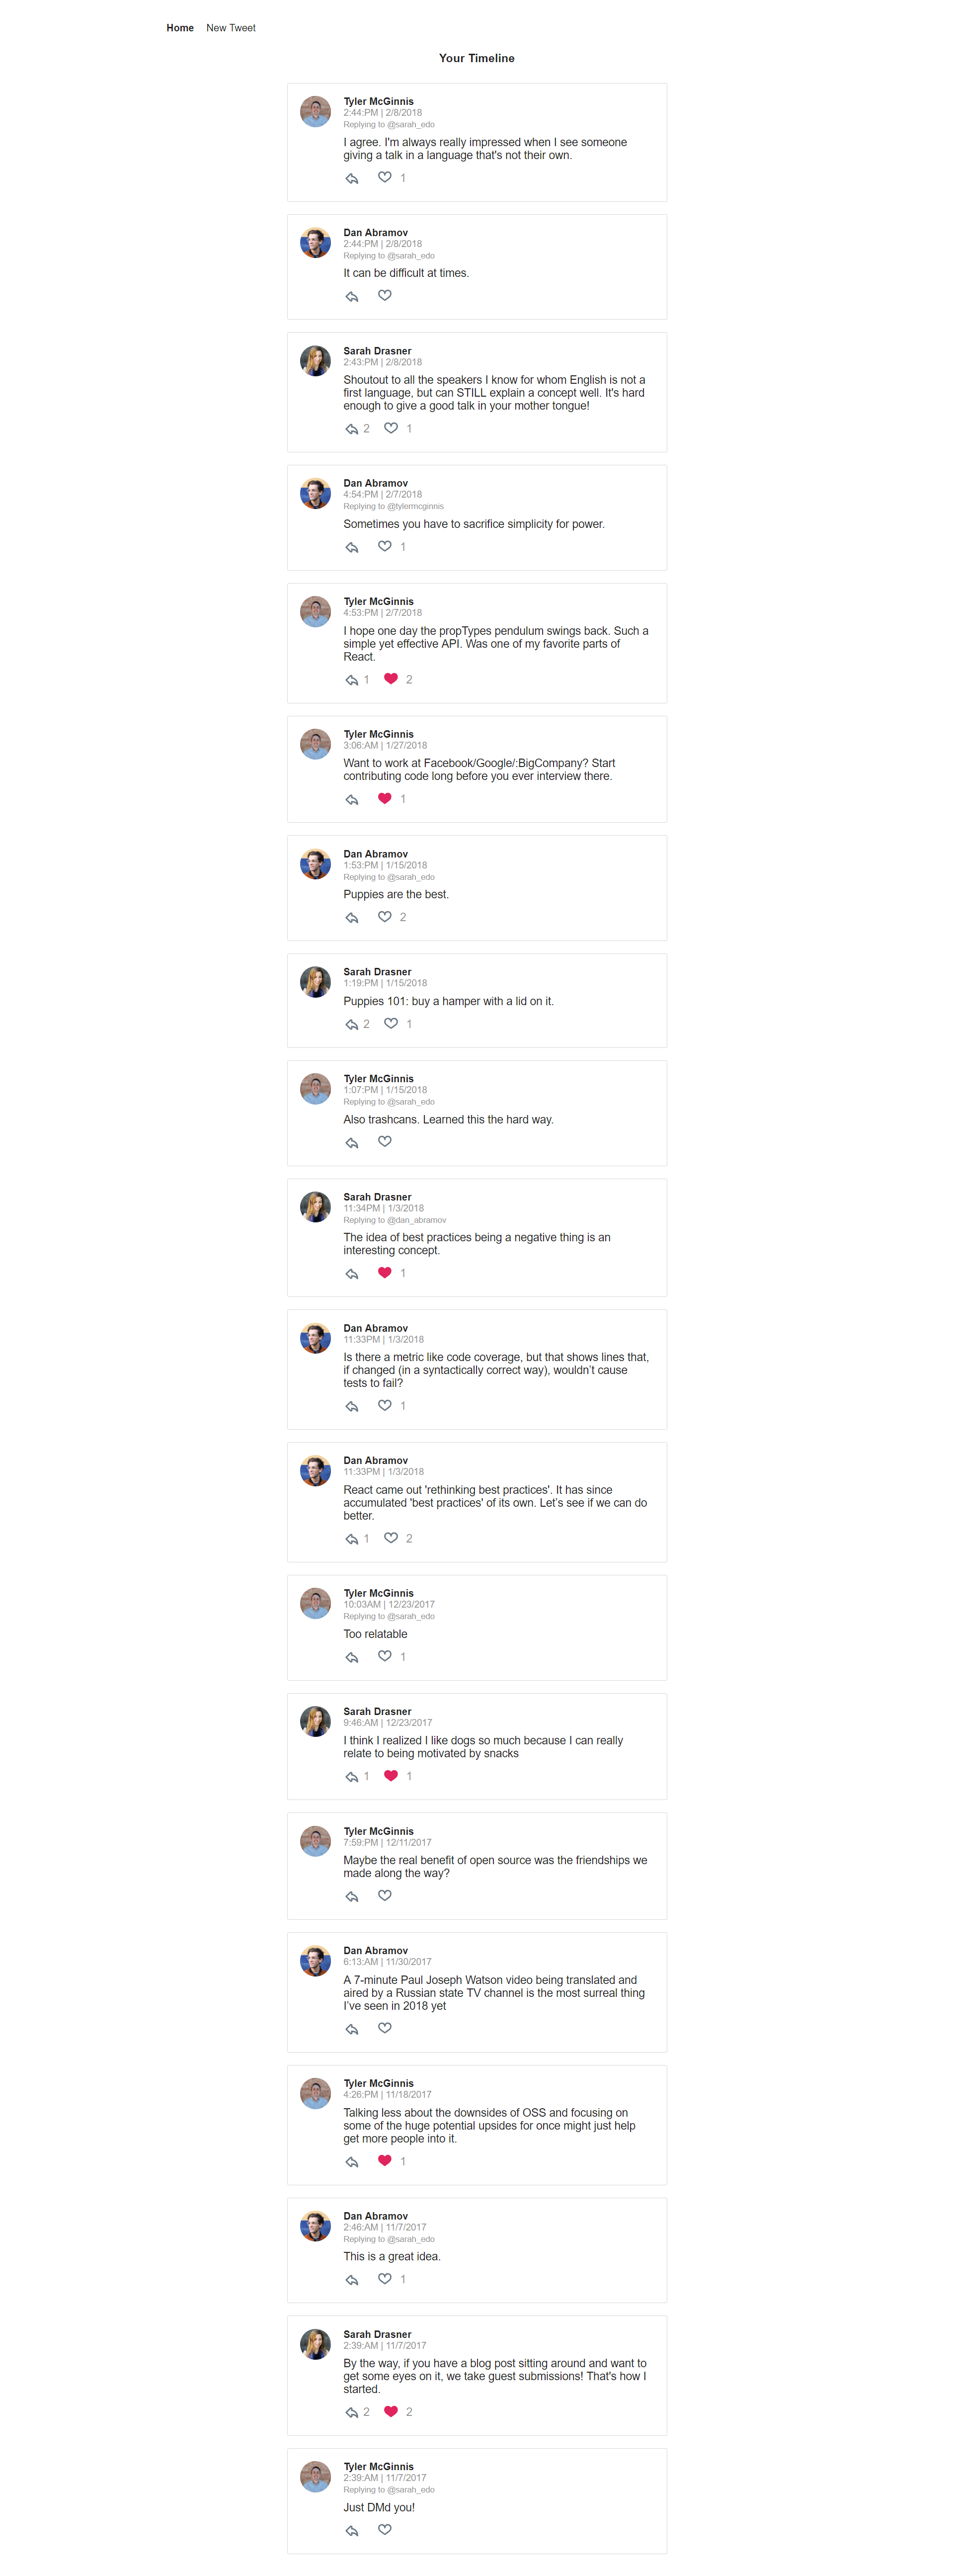 Home New Tweet
Your Timeline
Tyler McGinnis
2:44:PM | 2/8/2018
Replying to @sarah_edo
I agree. I'm always really impressed when I see someone
giving a talk in a language that's not their own.
1
Dan Abramov
2:44:PM | 2/8/2018
Replying to @sarah_edo
It can be difficult at times.
Sarah Drasner
2:43:PM | 2/8/2018
Shoutout to all the speakers I know for whom English is not a
first language, but can STILL explain a concept well. It's hard
enough to give a good talk in your mother tongue!
2 1
Dan Abramov
4:54:PM | 2/7/2018
Replying to @tylermcginnis
Sometimes you have to sacrifice simplicity for power.
1
Tyler McGinnis
4:53:PM | 2/7/2018
I hope one day the propTypes pendulum swings back. Such a
simple yet effective API. Was one of my favorite parts of
React.
1 2
Tyler McGinnis
3:06:AM | 1/27/2018
Want to work at Facebook/Google/:BigCompany? Start
contributing code long before you ever interview there.
1
Dan Abramov
1:53:PM | 1/15/2018
Replying to @sarah_edo
Puppies are the best.
2
Sarah Drasner
1:19:PM | 1/15/2018
Puppies 101: buy a hamper with a lid on it.
2 1
Tyler McGinnis
1:07:PM | 1/15/2018
Replying to @sarah_edo
Also trashcans. Learned this the hard way.
Sarah Drasner
11:34PM | 1/3/2018
Replying to @dan_abramov
The idea of best practices being a negative thing is an
interesting concept.
1
Dan Abramov
11:33PM | 1/3/2018
Is there a metric like code coverage, but that shows lines that,
if changed (in a syntactically correct way), wouldn’t cause
tests to fail?
1
Dan Abramov
11:33PM | 1/3/2018
React came out 'rethinking best practices'. It has since
accumulated 'best practices' of its own. Let’s see if we can do
better.
1 2
Tyler McGinnis
10:03AM | 12/23/2017
Replying to @sarah_edo
Too relatable
1
Sarah Drasner
9:46:AM | 12/23/2017
I think I realized I like dogs so much because I can really
relate to being motivated by snacks
1 1
Tyler McGinnis
7:59:PM | 12/11/2017
Maybe the real benefit of open source was the friendships we
made along the way?
Dan Abramov
6:13:AM | 11/30/2017
A 7-minute Paul Joseph Watson video being translated and
aired by a Russian state TV channel is the most surreal thing
I’ve seen in 2018 yet
Tyler McGinnis
4:26:PM | 11/18/2017
Talking less about the downsides of OSS and focusing on
some of the huge potential upsides for once might just help
get more people into it.
1
Dan Abramov
2:46:AM | 11/7/2017
Replying to @sarah_edo
This is a great idea.
1
Sarah Drasner
2:39:AM | 11/7/2017
By the way, if you have a blog post sitting around and want to
get some eyes on it, we take guest submissions! That's how I
started.
2 2
Tyler McGinnis
2:39:AM | 11/7/2017
Replying to @sarah_edo
Just DMd you!